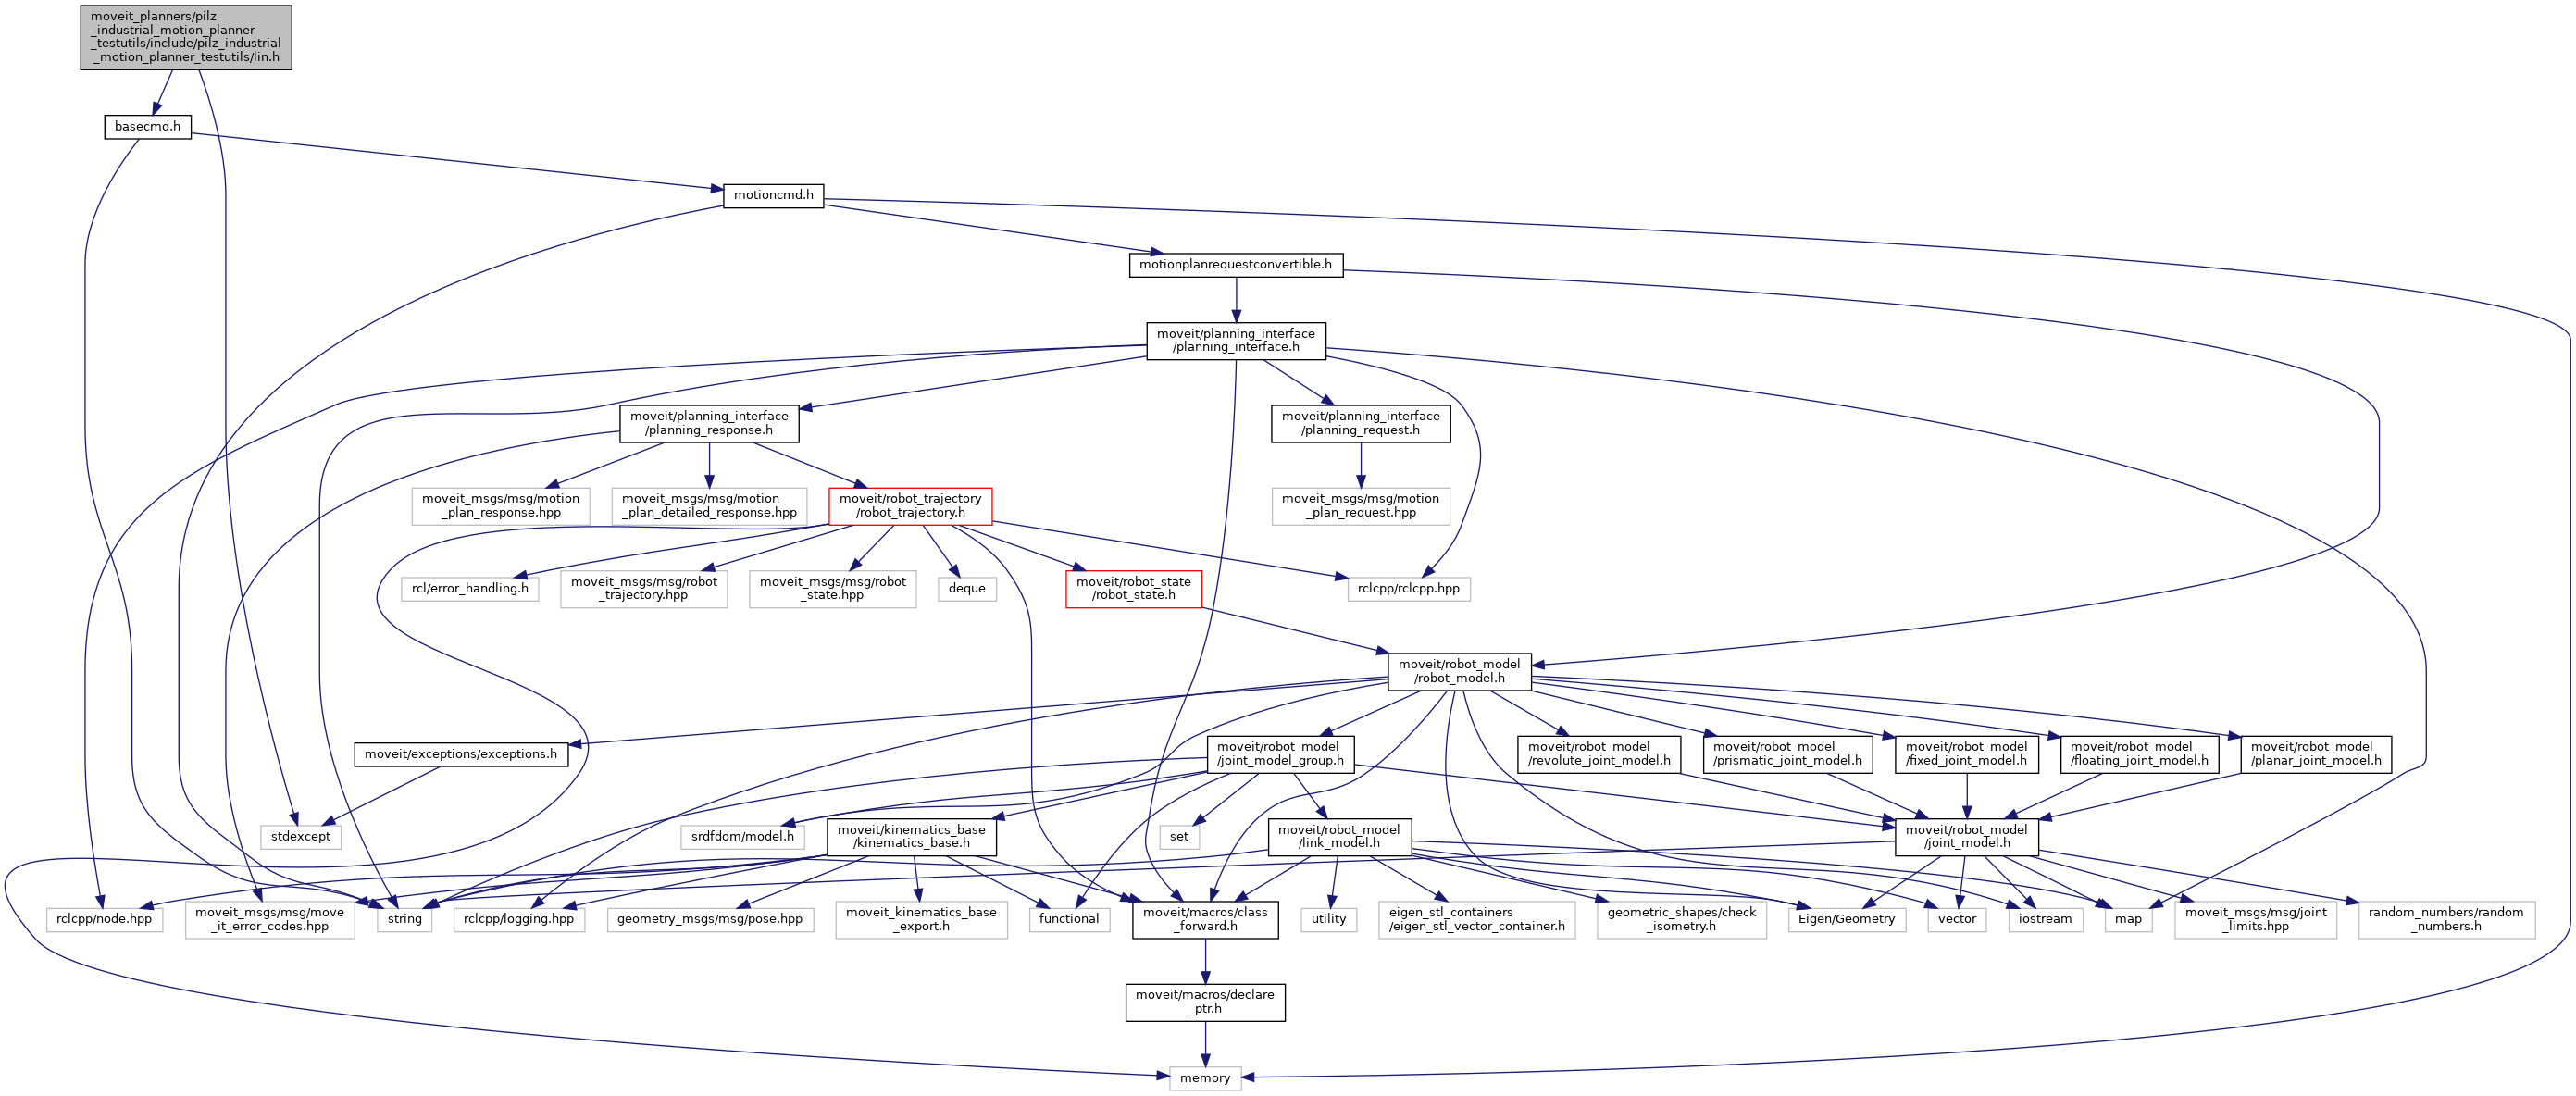 moveit_planners/pilz
_industrial_motion_planner
_testutils/include/pilz_industrial
_motion_planner_testutils/lin.h
basecmd.h
motioncmd.h
motionplanrequestconvertible.h
moveit/planning_interface
/planning_interface.h
moveit/planning_interface
/planning_response.h
moveit/planning_interface
/planning_request.h
moveit_msgs/msg/motion
_plan_response.hpp
moveit_msgs/msg/motion
_plan_detailed_response.hpp
moveit/robot_trajectory
/robot_trajectory.h
moveit_msgs/msg/motion
_plan_request.hpp
rcl/error_handling.h
moveit_msgs/msg/robot
_trajectory.hpp
moveit_msgs/msg/robot
_state.hpp
deque
moveit/robot_state
/robot_state.h
rclcpp/rclcpp.hpp
moveit/robot_model
/robot_model.h
moveit/exceptions/exceptions.h
moveit/robot_model
/joint_model_group.h
moveit/robot_model
/revolute_joint_model.h
moveit/robot_model
/prismatic_joint_model.h
moveit/robot_model
/fixed_joint_model.h
moveit/robot_model
/floating_joint_model.h
moveit/robot_model
/planar_joint_model.h
stdexcept
srdfdom/model.h
moveit/kinematics_base
/kinematics_base.h
set
moveit/robot_model
/link_model.h
moveit/robot_model
/joint_model.h
rclcpp/node.hpp
moveit_msgs/msg/move
_it_error_codes.hpp
string
rclcpp/logging.hpp
geometry_msgs/msg/pose.hpp
moveit_kinematics_base
_export.h
functional
moveit/macros/class
_forward.h
utility
eigen_stl_containers
/eigen_stl_vector_container.h
geometric_shapes/check
_isometry.h
Eigen/Geometry
vector
iostream
map
moveit_msgs/msg/joint
_limits.hpp
random_numbers/random
_numbers.h
moveit/macros/declare
_ptr.h
memory